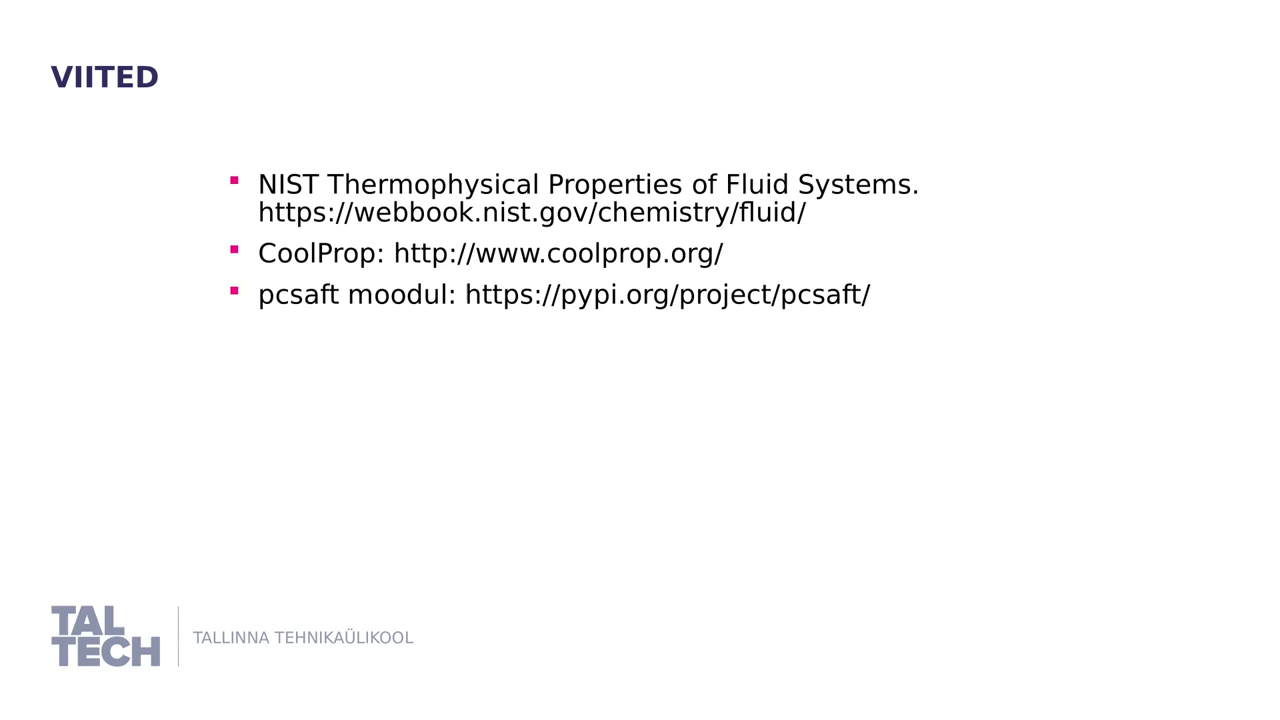 VIITED
NIST Thermophysical Properties of Fluid Systems.
https://webbook.nist.gov/chemistry/fluid/
CoolProp: http://www.coolprop.org/
pcsaft moodul: https://pypi.org/project/pcsaft/
TAL
TECH
TALLINNA TEHNIKAÜLIKOOL